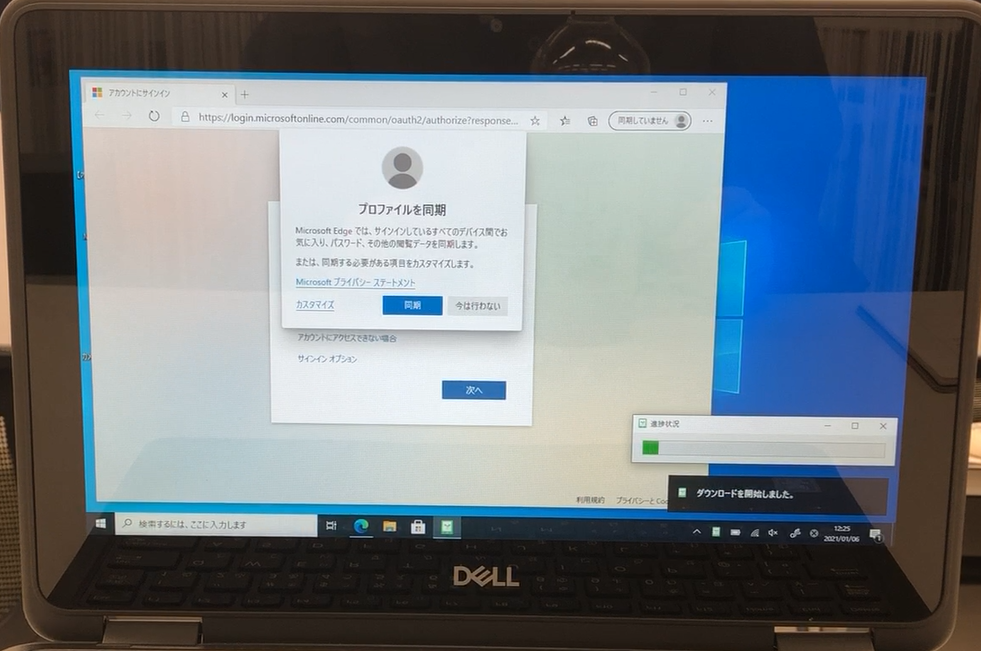 アカウントにサインイン
https://login.microsoftonline.com/common/oauth2/authorize?response...
同期していません
プロファイルを同期
Microsoft Edge では、サインインしているすべてのデバイス間でお
気に入り、パスワード、その他の閲覧データを同期します。
または、同期する必要がある項目をカスタマイズします。
Microsoft プライバシー ステートメント
カスタマイズ
同期
今は行わない
アカウントにアクセスできない場合
サインイン オプション
次へ
進捗状況
利用規約
プライバシーと Coo
ダウンロードを開始しました。
検索するには、ここに入力します
12:25
2021/01/06
DELL